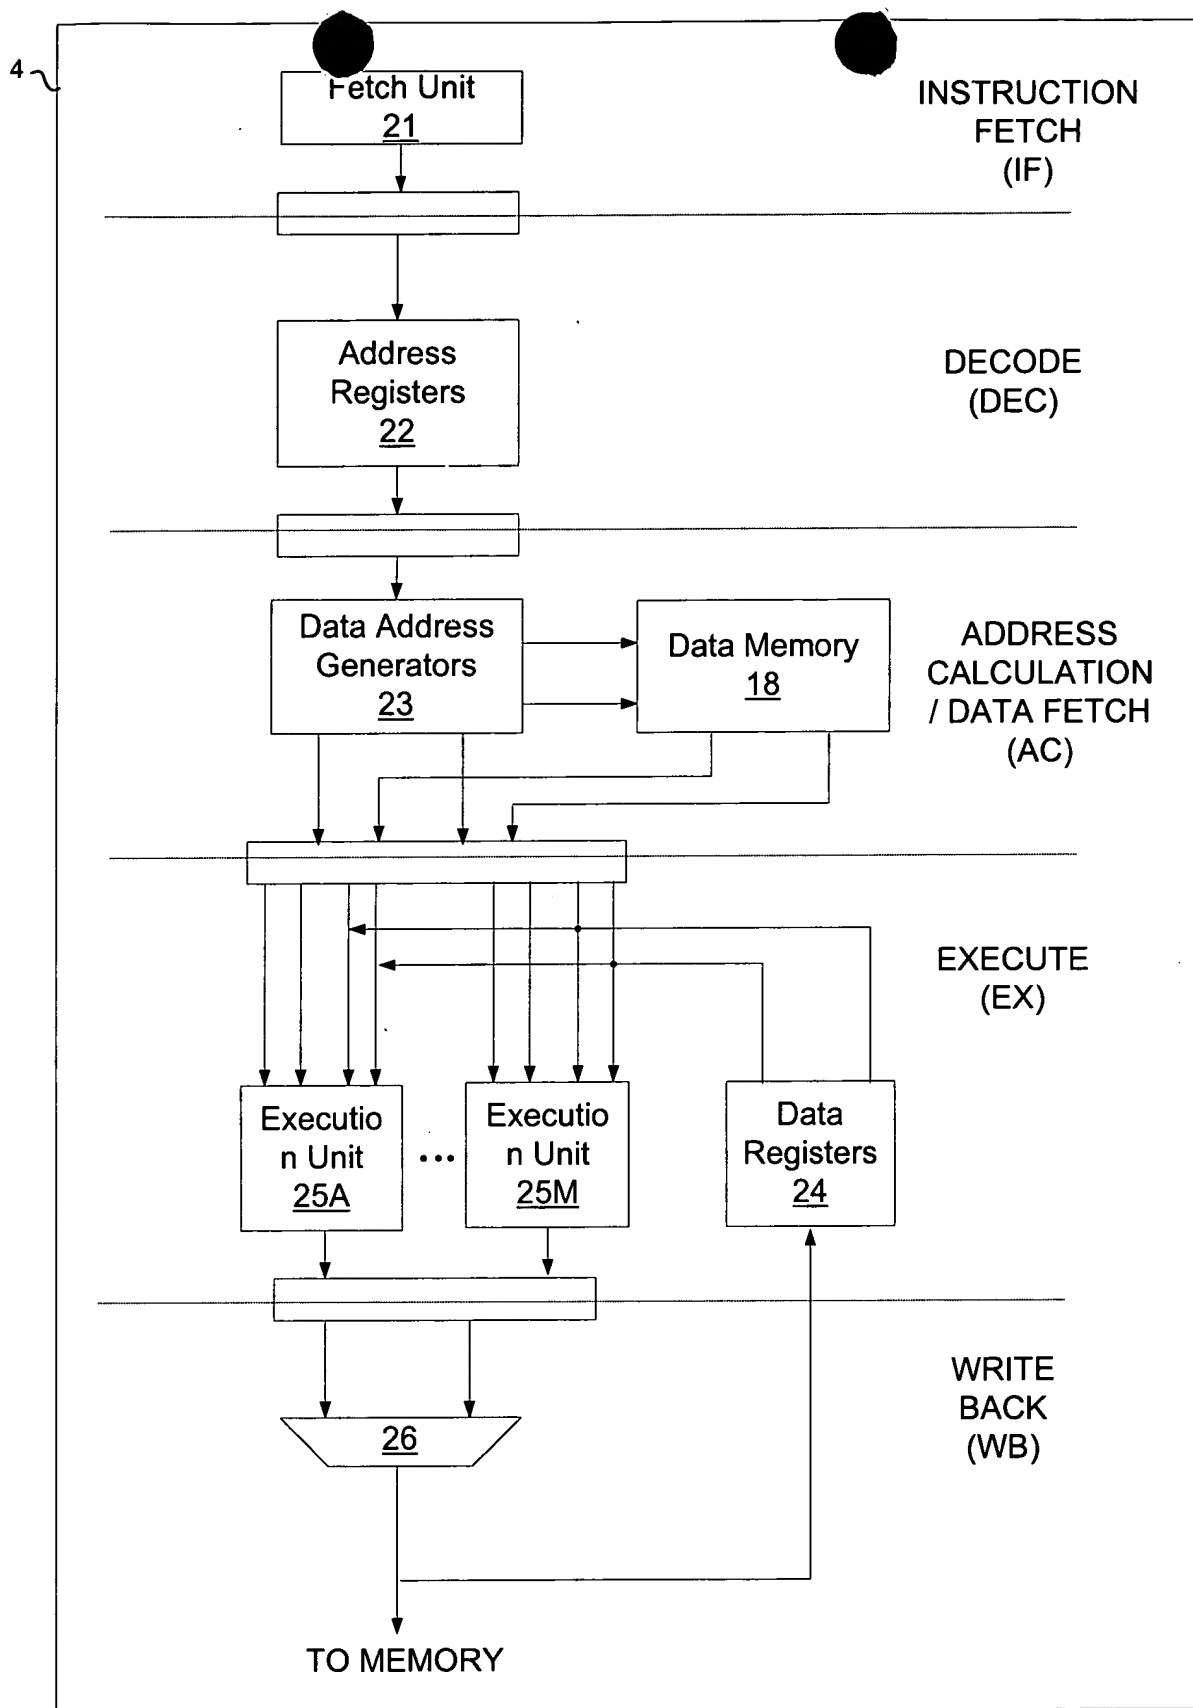 4
Fetch Unit
21
INSTRUCTION
FETCH
(IF)
Address
Registers
22
DECODE
(DEC)
Data Address
Generators
23
Data Memory
18
ADDRESS
CALCULATION
/ DATA FETCH
(AC)
EXECUTE
(EX)
Executio
n Unit
25A
Executio
n Unit
25M
Data
Registers
24
WRITE
BACK
(WB)
26
TO MEMORY